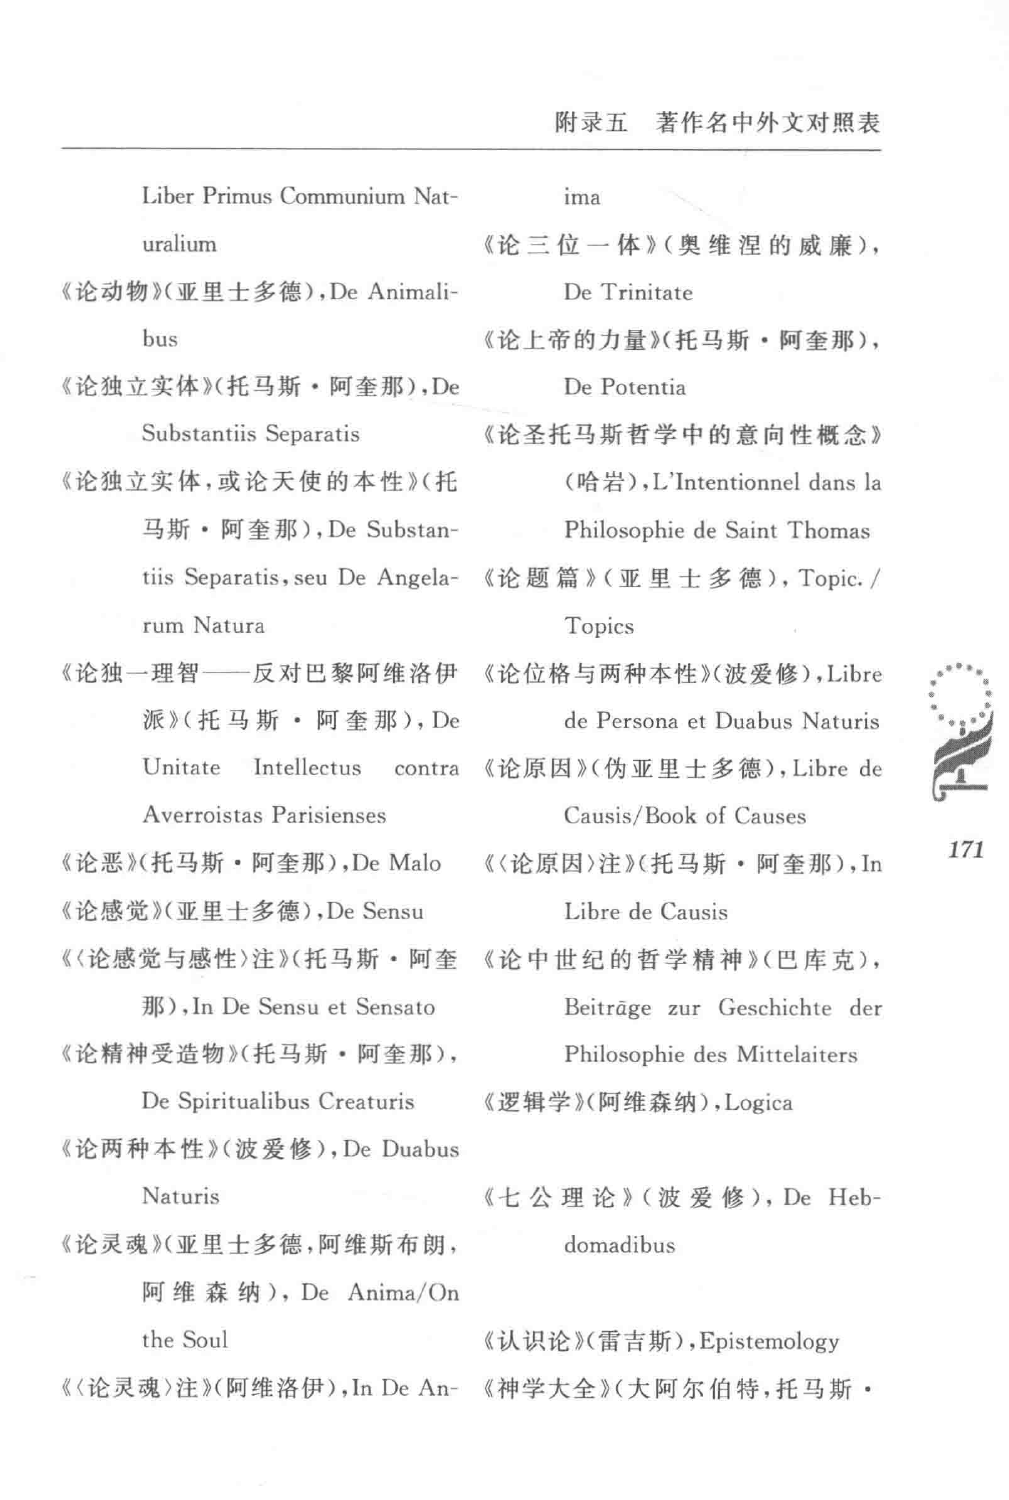 附录五 著作名中外文对照表
Liber Primus Communium Nat-
uralium
《论动物》(亚里士多德),De Animali-
bus
《论独立实体》(托马斯·阿奎那),De
Substantiis Separatis
《论独立实体,或论天使的本性》(托
马斯·阿奎那),De Substan-
tiis Separatis,seu De Angela-
rum Natura
《论独一理智——反对巴黎阿维洛伊
派》(托马斯·阿奎那),De
Unitate Intellectus contra
Averroistas Parisienses
《论恶》(托马斯·阿奎那),De Malo
《论感觉》(亚里士多德),De Sensu
《〈论感觉与感性〉注》(托马斯·阿奎
那),In De Sensu et Sensato
《论精神受造物》(托马斯·阿奎那),
De Spiritualibus Creaturis
《论两种本性》(波爱修),De Duabus
Naturis
《论灵魂》(亚里士多德,阿维斯布朗,
阿维森纳),De Anima/On
the Soul
《〈论灵魂〉注》(阿维洛伊),In De An-
ima
《论三位一体》(奥维涅的威廉),
De Trinitate
《论上帝的力量》(托马斯·阿奎那),
De Potentia
《论圣托马斯哲学中的意向性概念》
(哈岩),L'Intentionnel dans la
Philosophie de Saint Thomas
《论题篇》(亚里士多德),Topic./
Topics
《论位格与两种本性》(波爱修),Libre
de Persona et Duabus Naturis
《论原因》(伪亚里士多德),Libre de
Causis/Book of Causes
《〈论原因〉注》(托马斯·阿奎那),In
Libre de Causis
《论中世纪的哲学精神》(巴库克),
Beiträge zur Geschichte der
Philosophie des Mittelaiters
《逻辑学》(阿维森纳),Logica
《七公理论》(波爱修),De Heb-
domadibus
《认识论》(雷吉斯),Epistemology
《神学大全》(大阿尔伯特,托马斯·
171